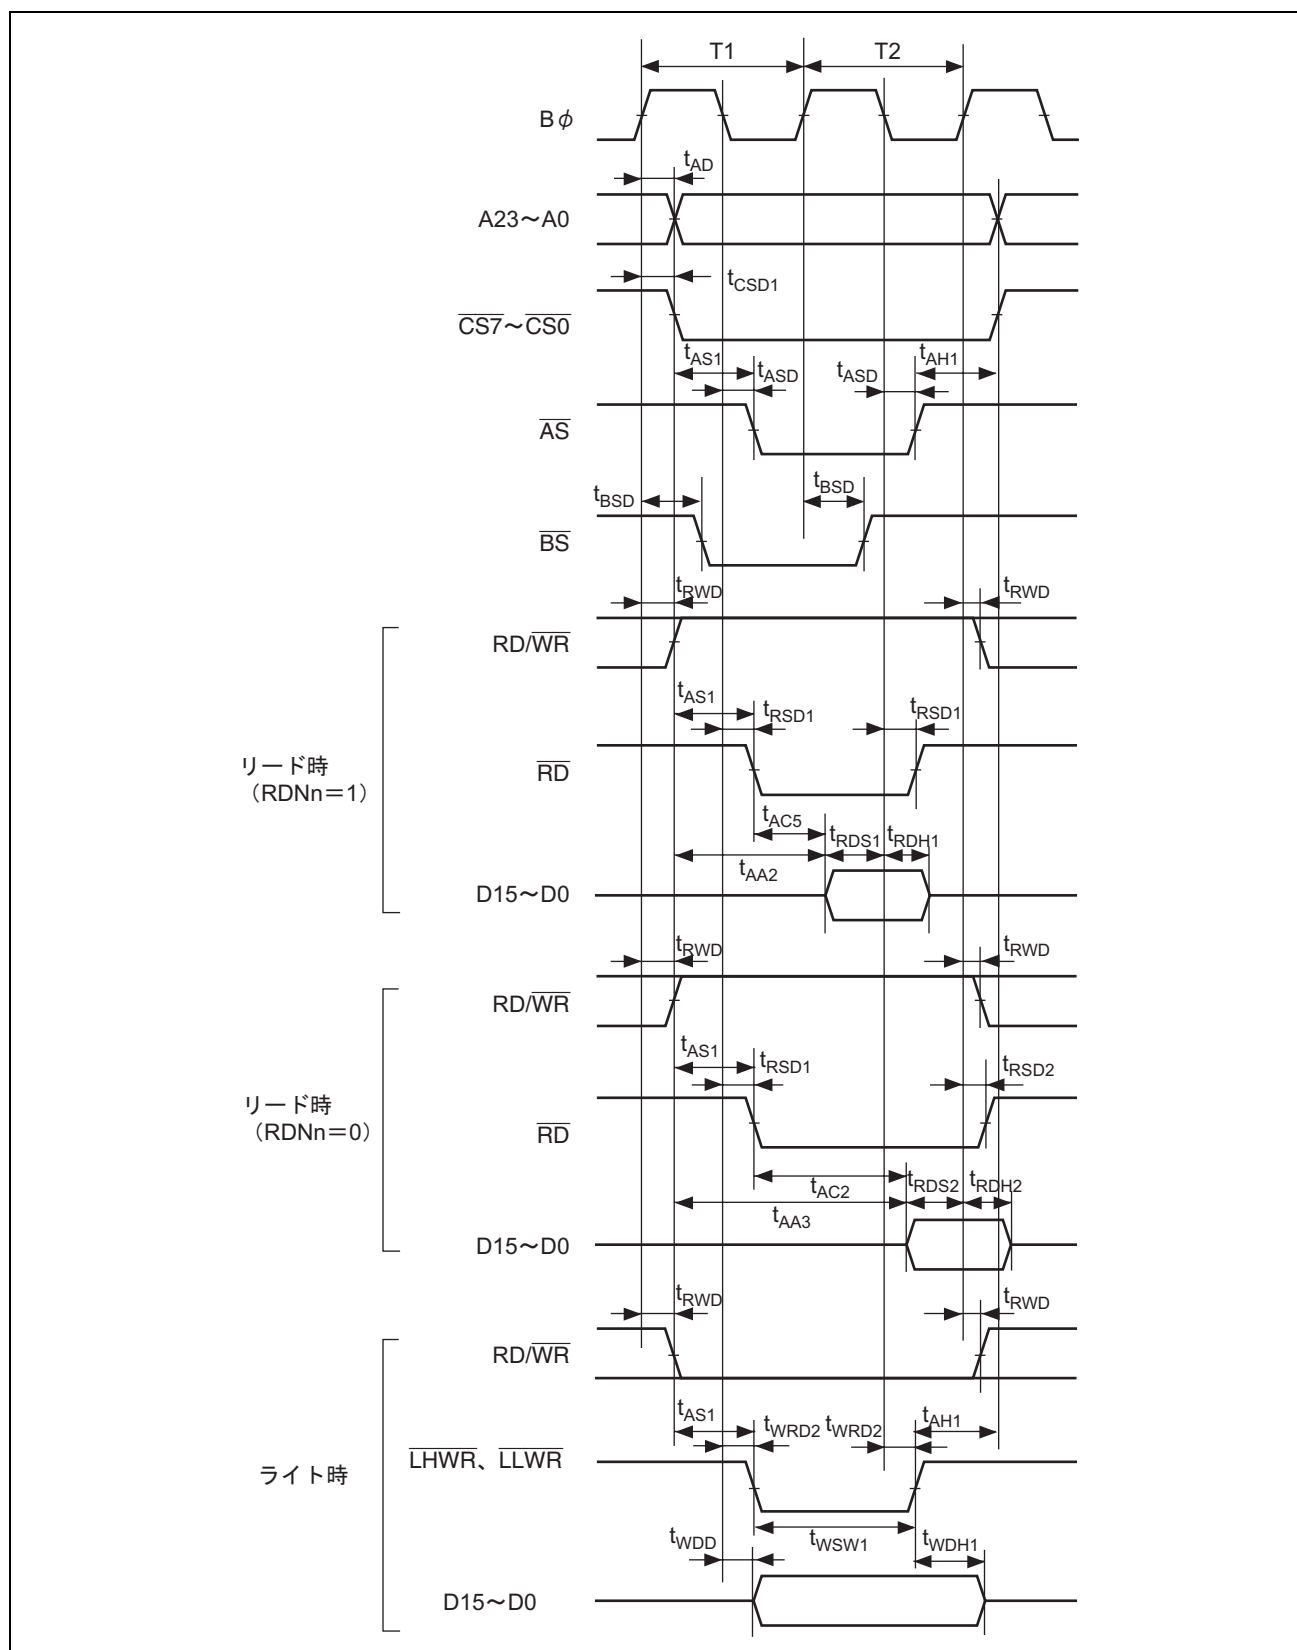 T1 T2
Bφ
tAD
A23～A0
tCSD1
CS7～CS0
tAS1 tASD tASD tAH1
AS
tBSD tBSD
BS
tRWD tRWD
RD/WR
tAS1 tRSD1 tRSD1
リード時
（RDNn＝1）
RD
tAC5 tRDS1 tRDH1
tAA2
D15～D0
tRWD tRWD
RD/WR
tAS1 tRSD1 tRSD2
リード時
（RDNn＝0）
RD
tAC2 tRDS2 tRDH2
tAA3
D15～D0
tRWD tRWD
RD/WR
tAS1 tWRD2 tWRD2 tAH1
ライト時
LHWR、LLWR
tWDD tWSW1 tWDH1
D15～D0